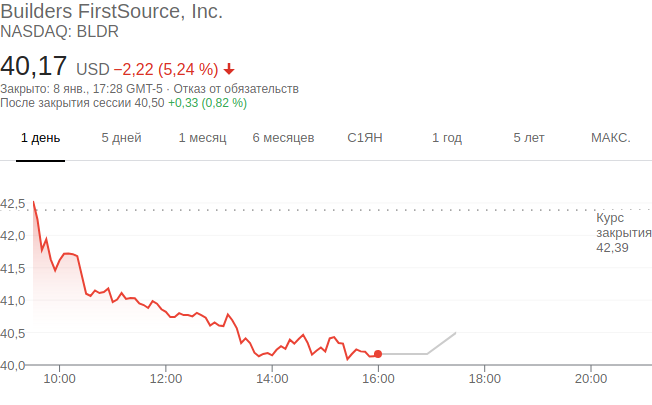 Builders FirstSource, Inc.
NASDAQ: BLDR
40,17 USD −2,22 (5,24 %)
Закрыто: 8 янв., 17:28 GMT-5 · Отказ от обязательств
После закрытия сессии 40,50 +0,33 (0,82 %)
1 день 5 дней 1 месяц 6 месяцев С1ЯН 1 год 5 лет МАКС.
42,5
Курс
закрытия
42,39
42,0
41,5
41,0
40,5
40,0
10:00 12:00 14:00 16:00 18:00 20:00